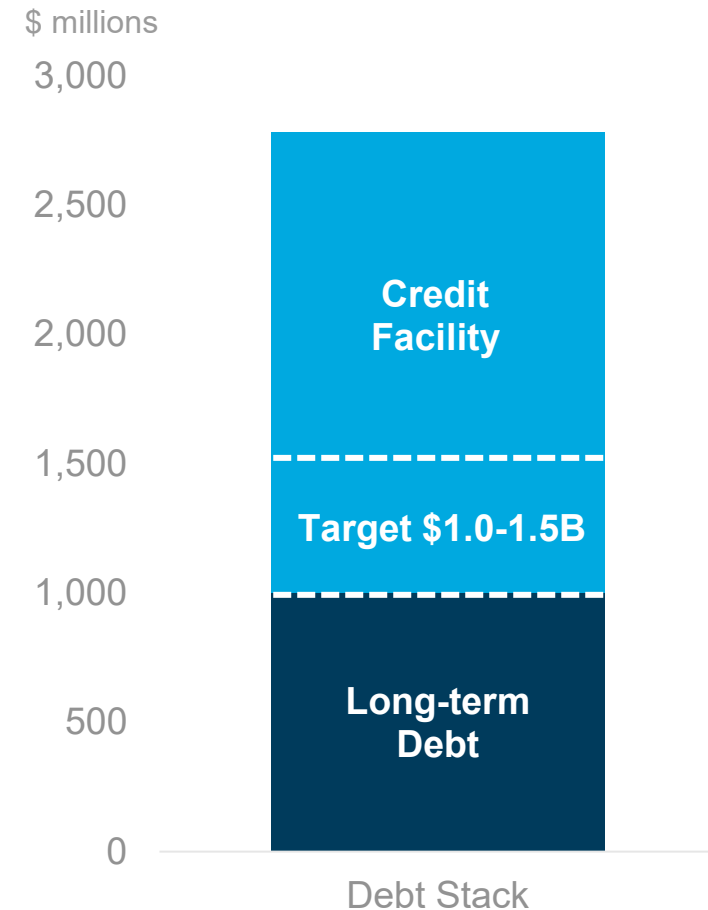 $ millions
3,000
2,500
2,000
1,500
1,000
500
0
Credit
Facility
Target $1.0-1.5B
Long-term
Debt
Debt Stack